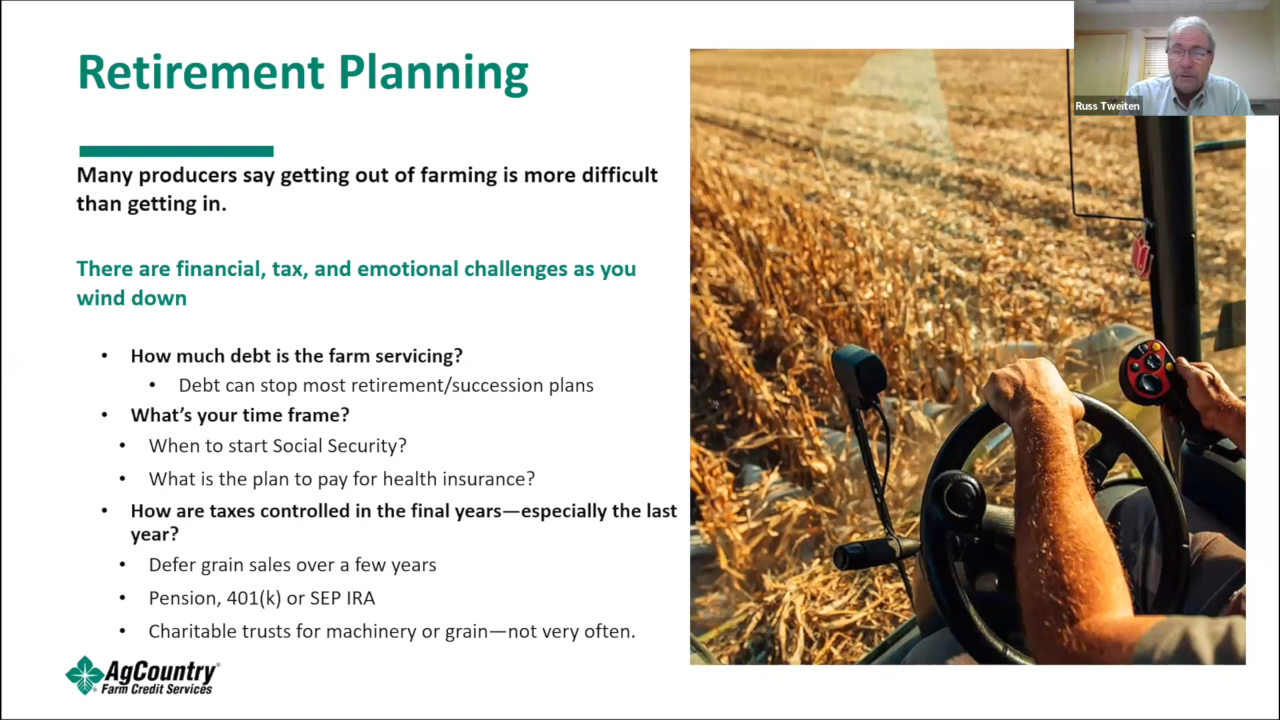 Retirement Planning
Russ Tweiten
Many producers say getting out of farming is more difficult
than getting in.
There are financial, tax, and emotional challenges as you
wind down
• How much debt is the farm servicing?
• Debt can stop most retirement/succession plans
• What's your time frame?
• When to start Social Security?
• What is the plan to pay for health insurance?
• How are taxes controlled in the final years—especially the last
year?
• Defer grain sales over a few years
• Pension, 401(k) or SEP IRA
• Charitable trusts for machinery or grain—not very often.
AgCountry®
Farm Credit Services